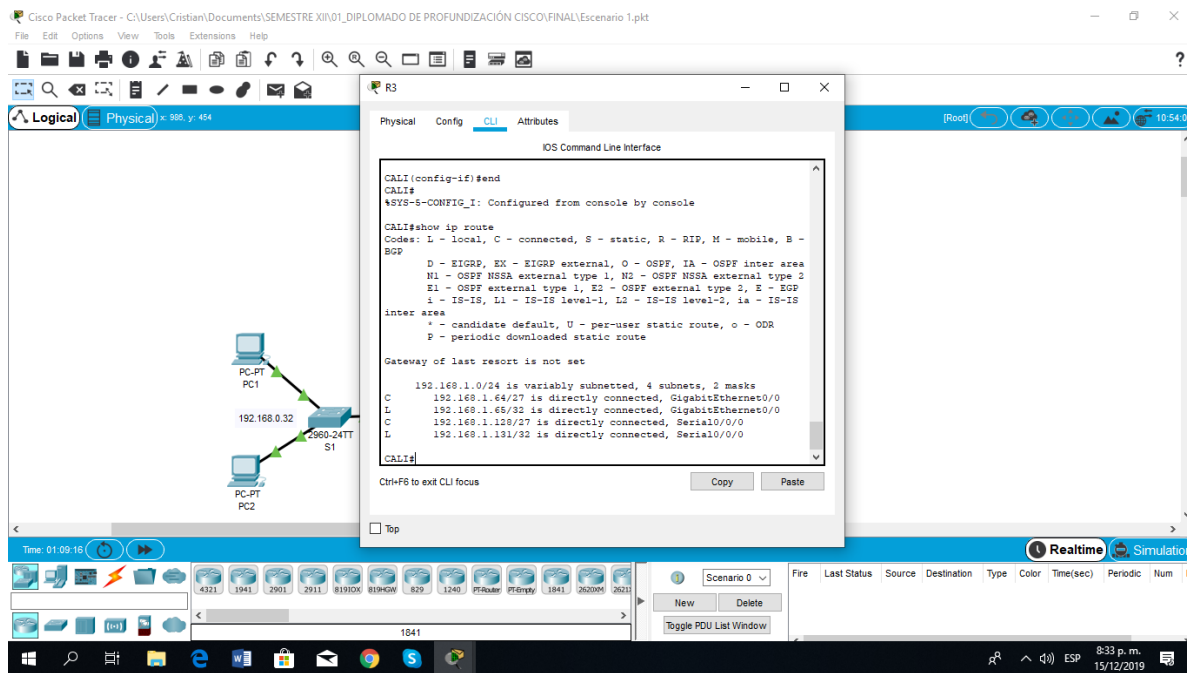 Cisco Packet Tracer - C:\Users\Cristian\Documents\SEMESTRE XII\01_DIPLOMADO DE PROFUNDIZACIÓN CISCO\FINAL\Escenario 1.pkt
File Edit Options View Tools Extensions Help
?
Logical
Physical
x: 986, y: 454
[Root]
10:54:0
R3
Physical Config CLI Attributes
IOS Command Line Interface
CALI(config-if)#end
CALI#
%SYS-5-CONFIG_I: Configured from console by console
CALI#show ip route
Codes: L - local, C - connected, S - static, R - RIP, M - mobile, B -
BGP
D - EIGRP, EX - EIGRP external, O - OSPF, IA - OSPF inter area
N1 - OSPF NSSA external type 1, N2 - OSPF NSSA external type 2
E1 - OSPF external type 1, E2 - OSPF external type 2, E - EGP
i - IS-IS, L1 - IS-IS level-1, L2 - IS-IS level-2, ia - IS-IS
inter area
* - candidate default, U - per-user static route, o - ODR
P - periodic downloaded static route
Gateway of last resort is not set
192.168.1.0/24 is variably subnetted, 4 subnets, 2 masks
C 192.168.1.64/27 is directly connected, GigabitEthernet0/0
L 192.168.1.65/32 is directly connected, GigabitEthernet0/0
C 192.168.1.128/27 is directly connected, Serial0/0/0
L 192.168.1.131/32 is directly connected, Serial0/0/0
CALI#
Ctrl+F6 to exit CLI focus
Copy
Paste
Top
PC-PT
PC1
192.168.0.32
2960-24TT
S1
PC-PT
PC2
Time: 01:09:16
Realtime
Simulatio
4321 1941 2901 2911 819IOX 819HGW 829 1240 PT-Router PT-Empty 1841 2620XM 2621
1841
Scenario 0
New
Delete
Toggle PDU List Window
Fire Last Status Source Destination Type Color Time(sec) Periodic Num
ESP
8:33 p. m.
15/12/2019